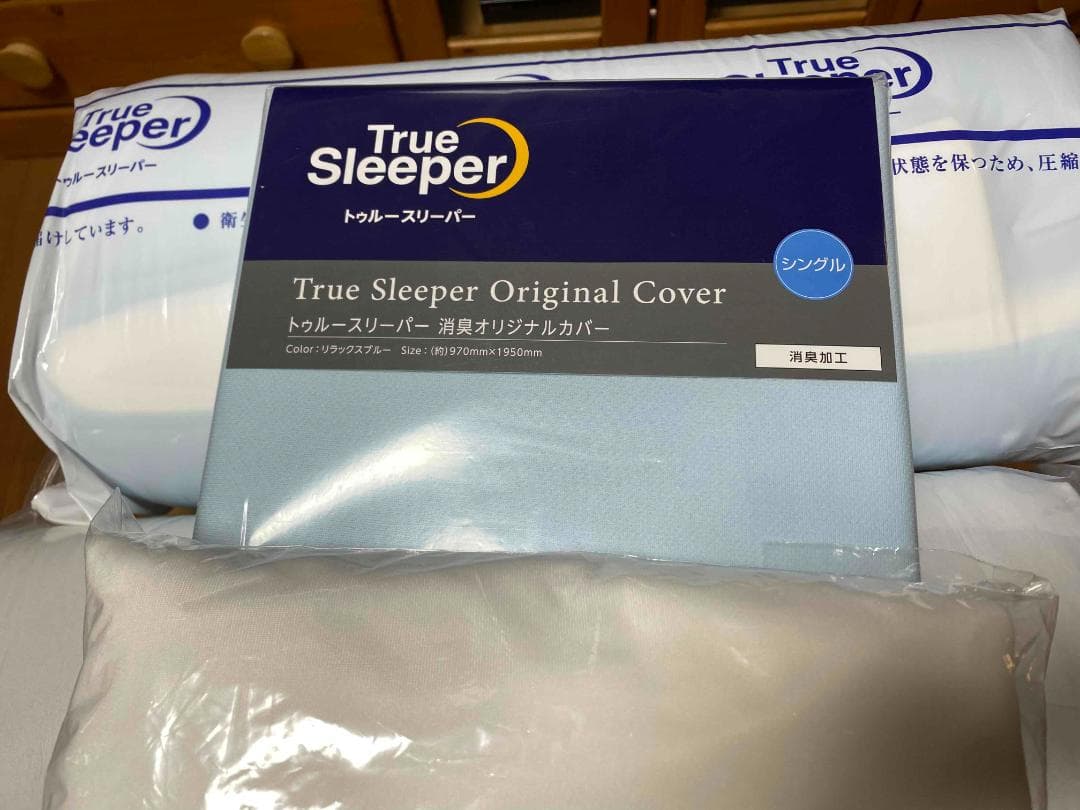 True
Sleeper
トゥルースリーパー
True
Sleeper
True
Sleeper
トゥルースリーパー
けしています。 ● 衛
状態を保つため、圧縮
シングル
True Sleeper Original Cover
トゥルースリーパー 消臭オリジナルカバー
Color:リラックスブルー Size:(約)970mm×1950mm
消臭加工